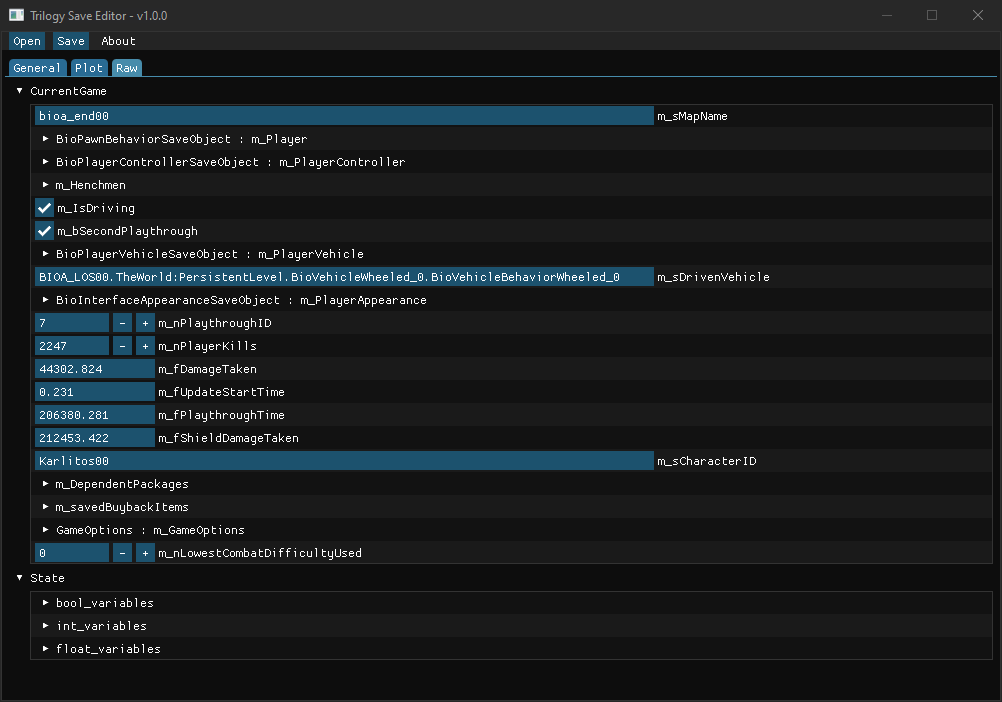 Trilogy Save Editor - v1.0.0
Open Save About
General Plot Raw
CurrentGame
bioa_end00 m_sMapName
BioPawnBehaviorSaveObject : m_Player
BioPlayerControllerSaveObject : m_PlayerController
m_Henchmen
m_IsDriving
m_bSecondPlaythrough
BioPlayerVehicleSaveObject : m_PlayerVehicle
BIOA_LOS00.TheWorld:PersistentLevel.BioVehicleWheeled_0.BioVehicleBehaviorWheeled_0 m_sDrivenVehicle
BioInterfaceAppearanceSaveObject : m_PlayerAppearance
7 - + m_nPlaythroughID
2247 - + m_nPlayerKills
44302.824 m_fDamageTaken
0.231 m_fUpdateStartTime
206380.281 m_fPlaythroughTime
212453.422 m_fShieldDamageTaken
Karlitos00 m_sCharacterID
m_DependentPackages
m_savedBuybackItems
GameOptions : m_GameOptions
0 - + m_nLowestCombatDifficultyUsed
State
bool_variables
int_variables
float_variables